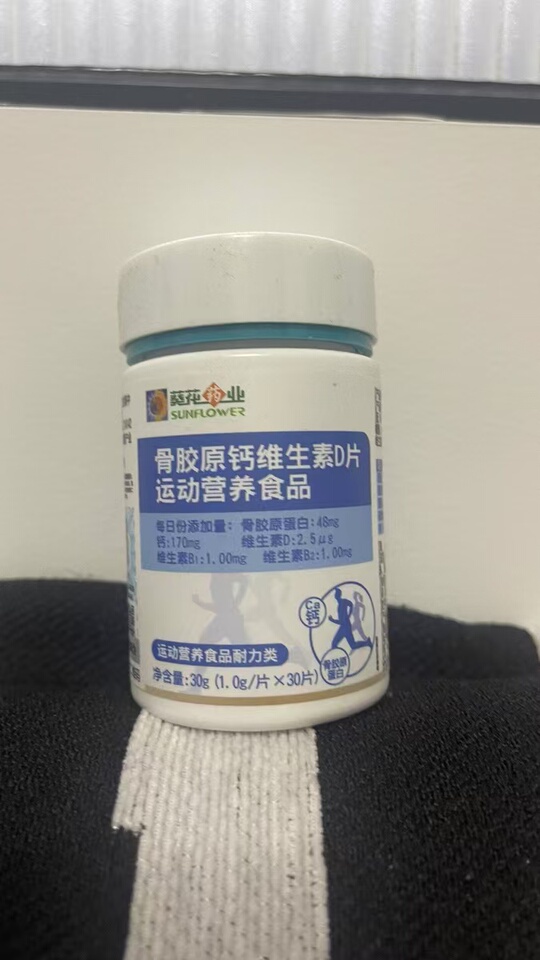 葵花药业
SUNFLOWER
骨胶原钙维生素D片
运动营养食品
每日份添加量：骨胶原蛋白：48mg
钙：170mg 维生素D：2.5μg
维生素B₁：1.00mg 维生素B₂：1.00mg
Ca
钙
骨胶原
蛋白
运动营养食品耐力类
净含量：30g (1.0g/片×30片)